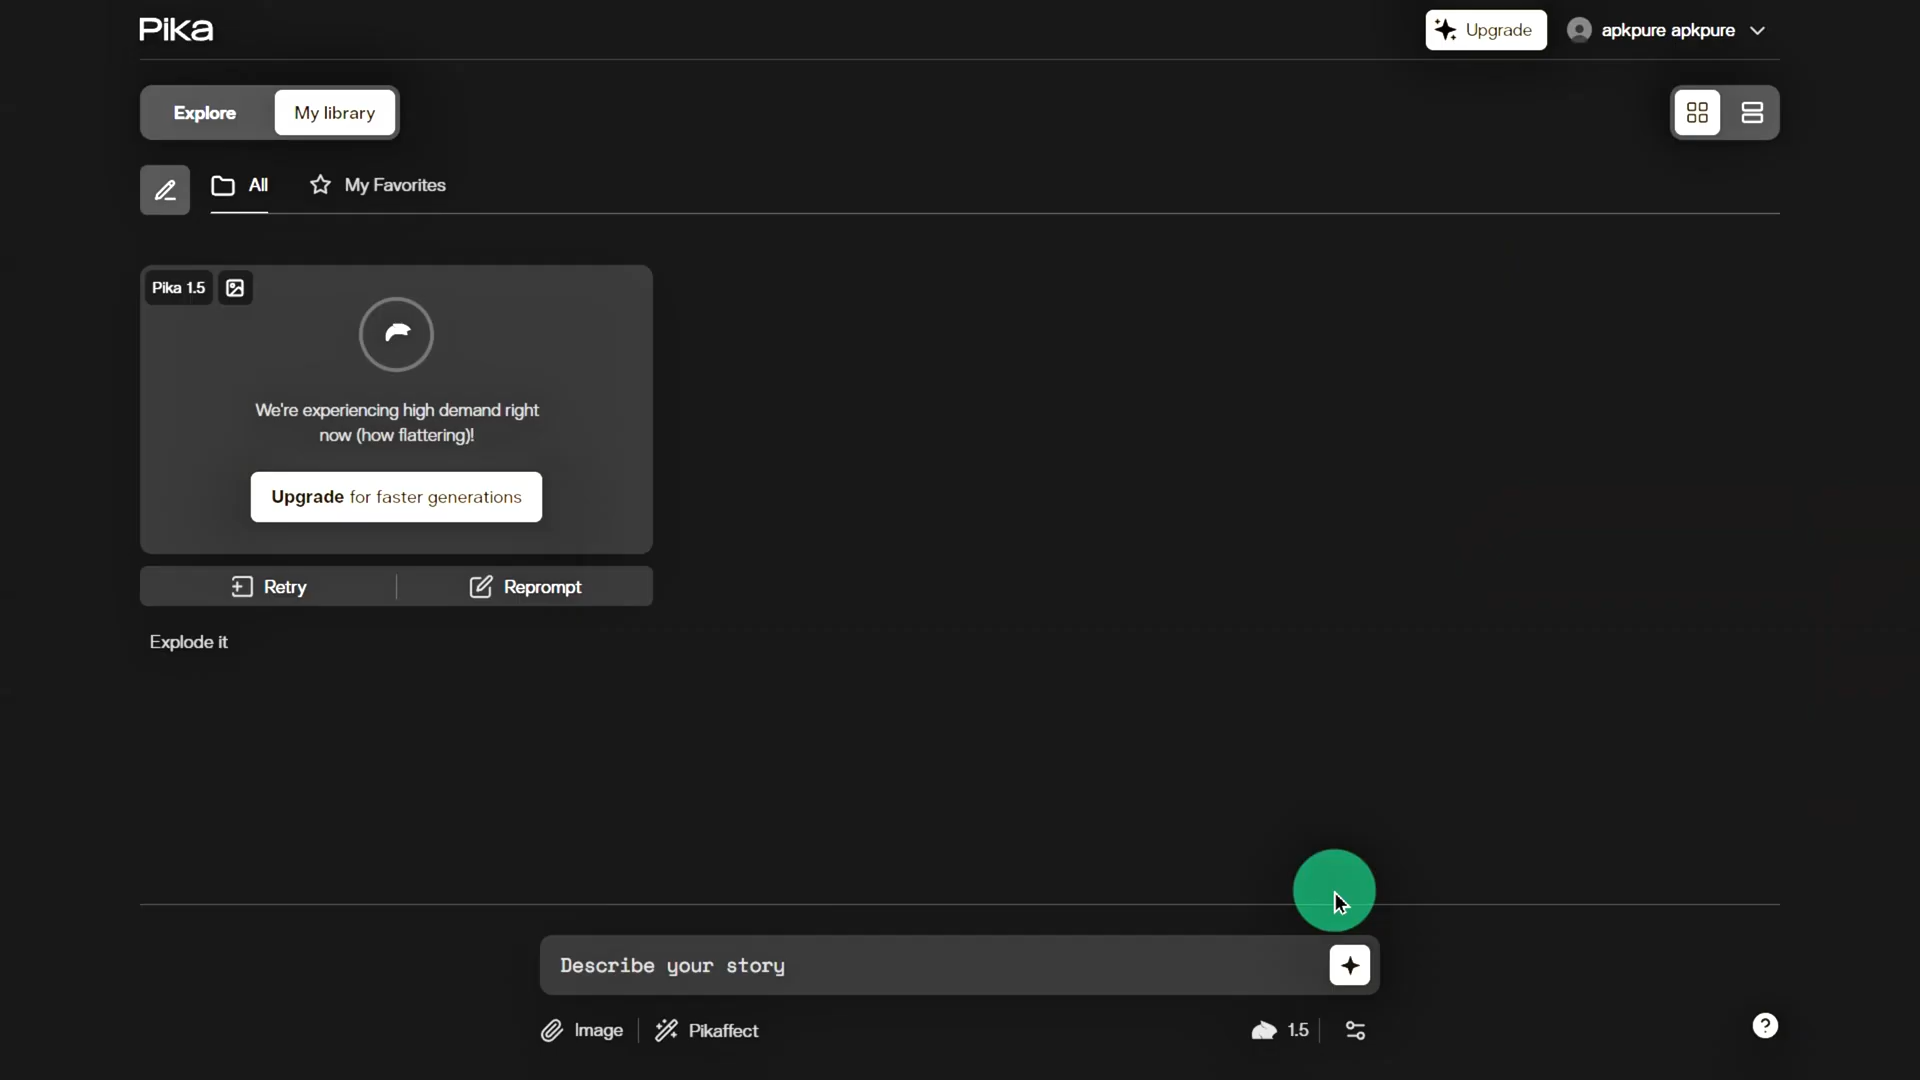 Pika
Upgrade
apkpure apkpure
Explore
My library
All
My Favorites
Pika 1.5
We're experiencing high demand right
now (how flattering)!
Upgrade for faster generations
Retry
Reprompt
Explode it
Describe your story
Image
Pikaffect
1.5
?